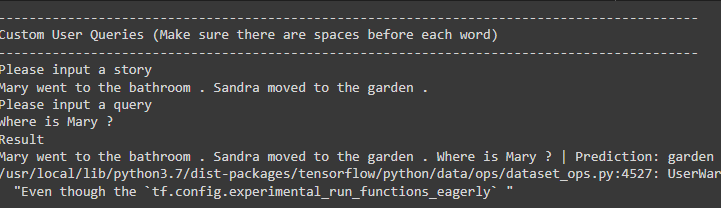 -------------------------------------------------------------------------------------------
Custom User Queries (Make sure there are spaces before each word)
-------------------------------------------------------------------------------------------
Please input a story
Mary went to the bathroom . Sandra moved to the garden .
Please input a query
Where is Mary ?
Result
Mary went to the bathroom . Sandra moved to the garden . Where is Mary ? | Prediction: garden
/usr/local/lib/python3.7/dist-packages/tensorflow/python/data/ops/dataset_ops.py:4527: UserWar
"Even though the `tf.config.experimental_run_functions_eagerly` "